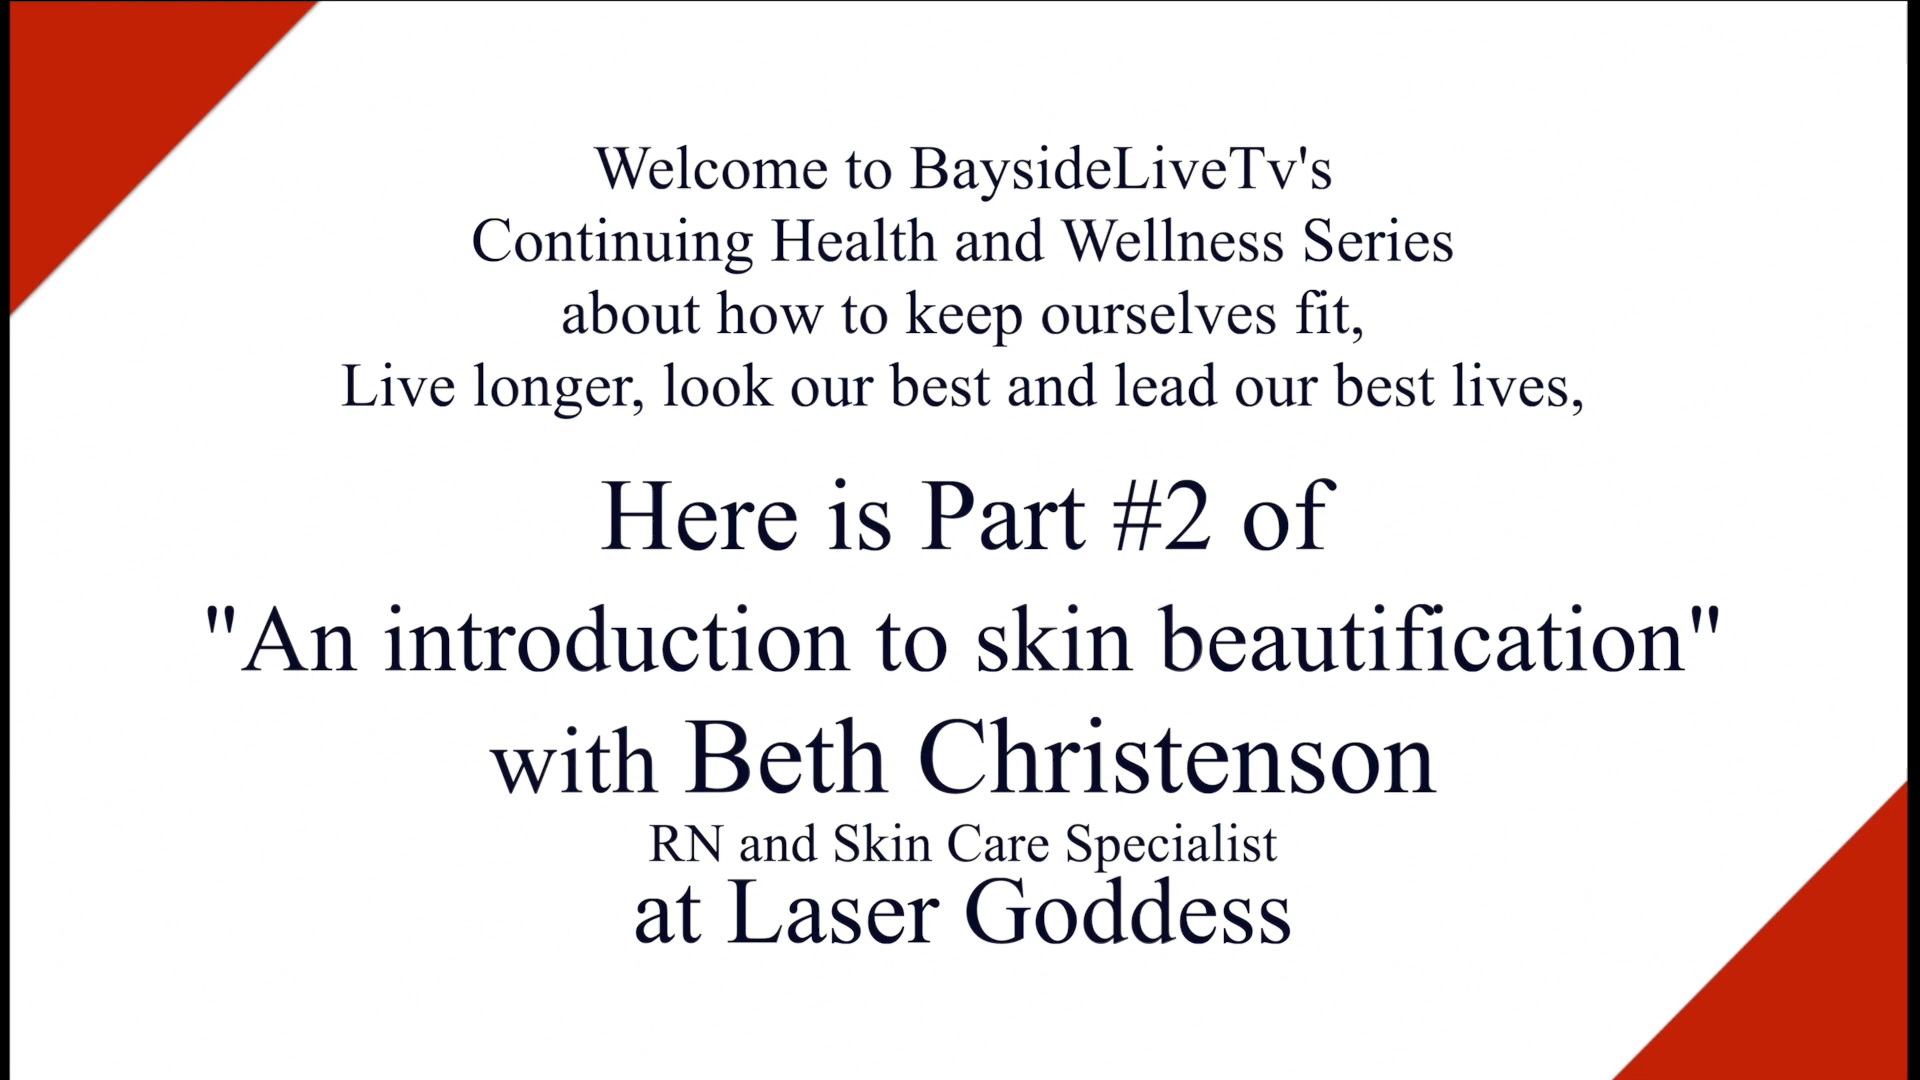 Welcome to BaysideLiveTv's
Continuing Health and Wellness Series
about how to keep ourselves fit,
Live longer, look our best and lead our best lives,
Here is Part #2 of
"An introduction to skin beautification"
with Beth Christenson
RN and Skin Care Specialist
at Laser Goddess